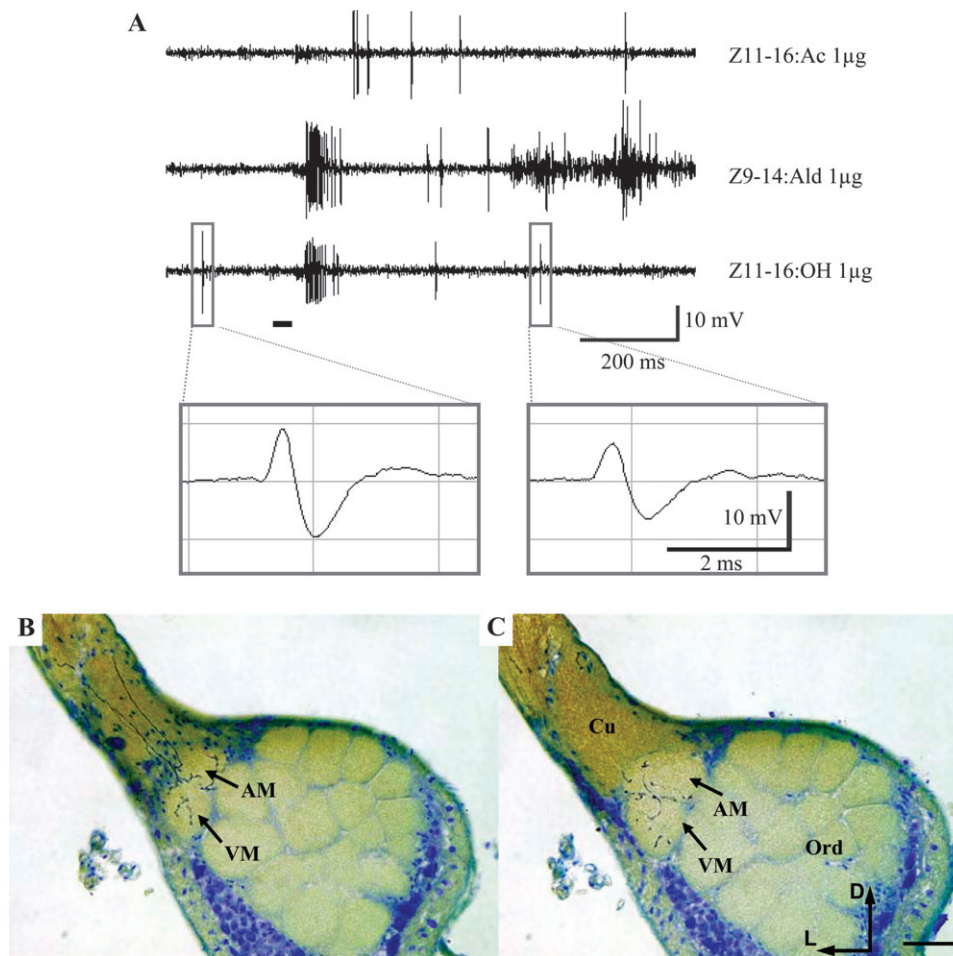 A
Z11-16:Ac 1µg
Z9-14:Ald 1µg
Z11-16:OH 1µg
10 mV
200 ms
10 mV
2 ms
B
AM
VM
C
Cu
AM
VM
Ord
D
L